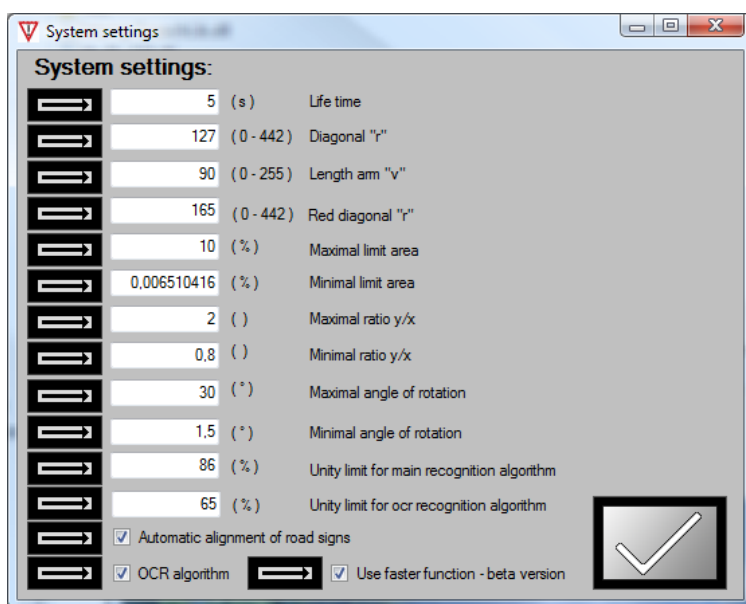 System settings
System settings:
5 (s) Life time
127 (0-442) Diagonal "r"
90 (0-255) Length arm "v"
165 (0-442) Red diagonal "r"
10 (%) Maximal limit area
0,006510416 (%) Minimal limit area
2 ( ) Maximal ratio y/x
0,8 ( ) Minimal ratio y/x
30 (°) Maximal angle of rotation
1,5 (°) Minimal angle of rotation
86 (%) Unity limit for main recognition algorithm
65 (%) Unity limit for ocr recognition algorithm
Automatic alignment of road signs
OCR algorithm Use faster function - beta version